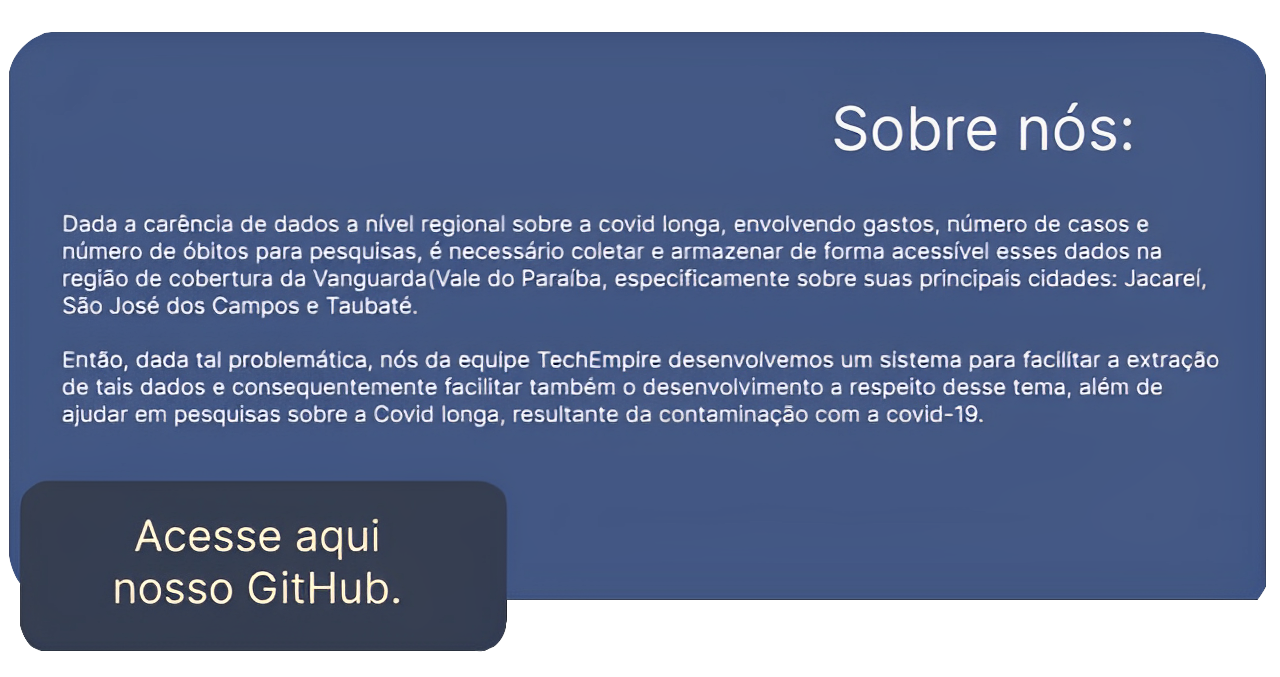 Sobre nós:
Dada a carência de dados a nível regional sobre a covid longa, envolvendo gastos, número de casos e
número de óbitos para pesquisas, é necessário coletar e armazenar de forma acessível esses dados na
região de cobertura da Vanguarda(Vale do Paraíba, especificamente sobre suas principais cidades: Jacareí,
São José dos Campos e Taubaté.
Então, dada tal problemática, nós da equipe TechEmpire desenvolvemos um sistema para facilitar a extração
de tais dados e consequentemente facilitar também o desenvolvimento a respeito desse tema, além de
ajudar em pesquisas sobre a Covid longa, resultante da contaminação com a covid-19.
Acesse aqui
nosso GitHub.